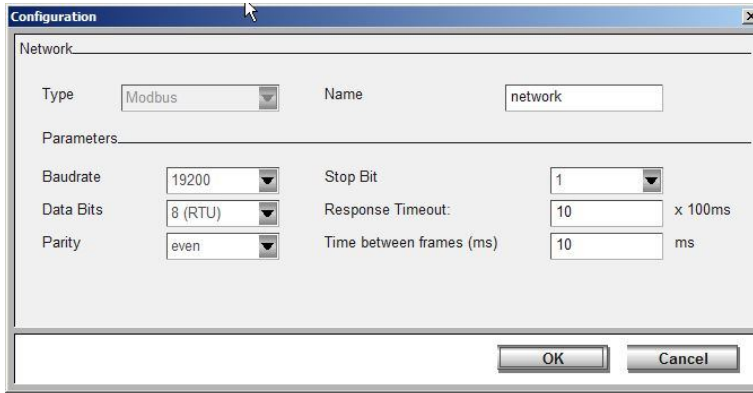 Configuration
Network
Type Modbus Name network
Parameters
Baudrate 19200 Stop Bit 1
Data Bits 8 (RTU) Response Timeout: 10 x 100ms
Parity even Time between frames (ms) 10 ms
OK Cancel